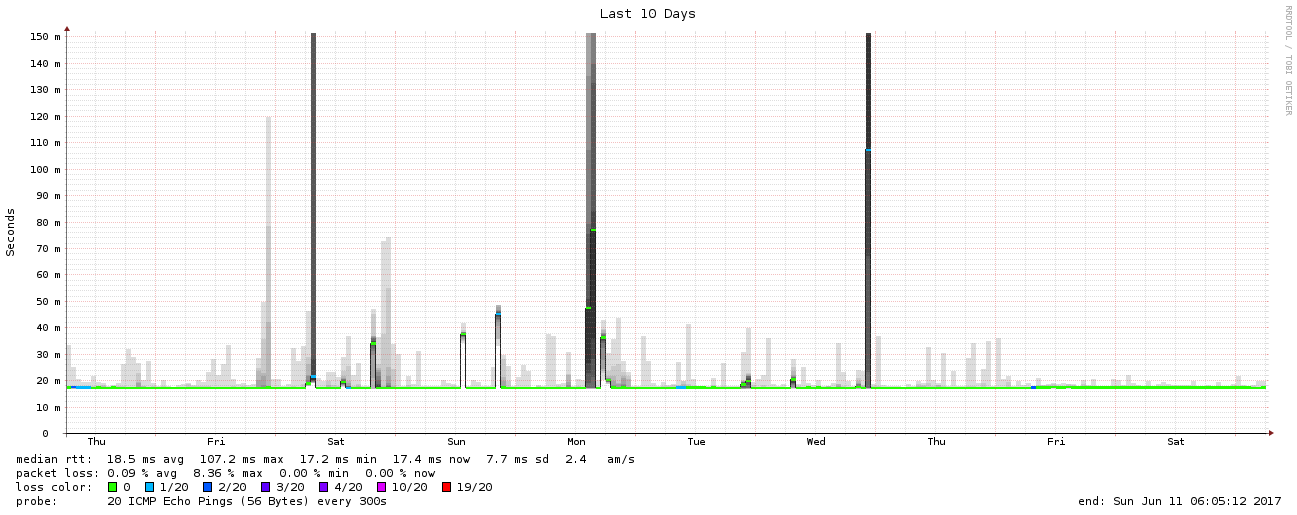 Last 10 Days
RRDTOOL / TOBI OETIKER
Seconds
150 m
140 m
130 m
120 m
110 m
100 m
90 m
80 m
70 m
60 m
50 m
40 m
30 m
20 m
10 m
0
Thu Fri Sat Sun Mon Tue Wed Thu Fri Sat
median rtt: 18.5 ms avg 107.2 ms max 17.2 ms min 17.4 ms now 7.7 ms sd 2.4 am/s
packet loss: 0.09 % avg 8.36 % max 0.00 % min 0.00 % now
loss color: 0 1/20 2/20 3/20 4/20 10/20 19/20
probe: 20 ICMP Echo Pings (56 Bytes) every 300s end: Sun Jun 11 06:05:12 2017